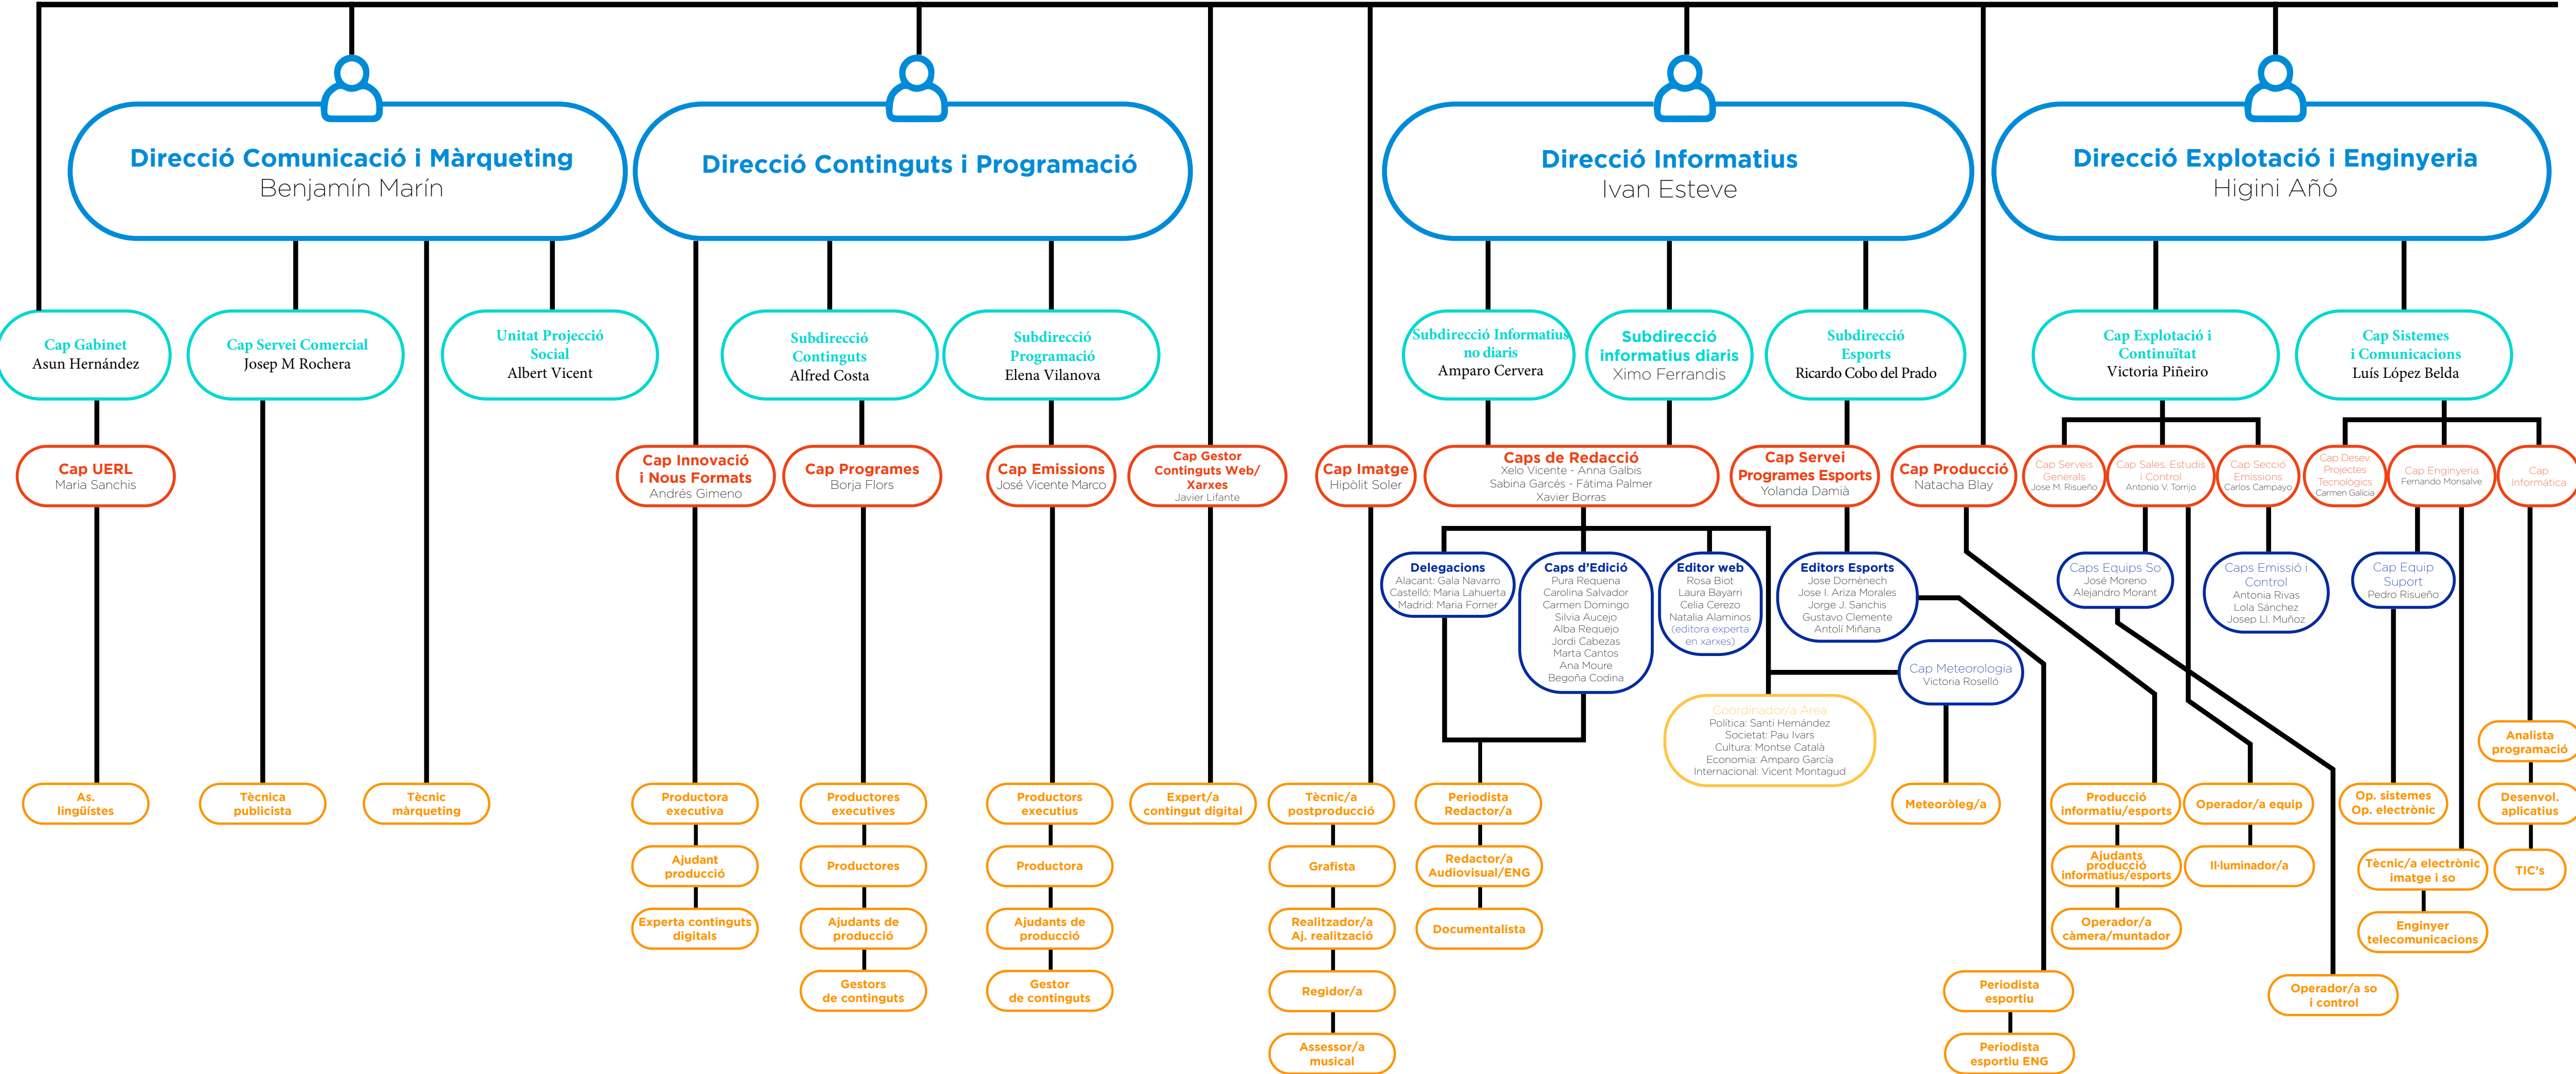 Direcció Comunicació i Màrqueting
Benjamín Marín
Direcció Continguts i Programació
Direcció Informatius
Ivan Esteve
Direcció Explotació i Enginyeria
Higini Añó
Cap Gabinet
Asun Hernández
Cap Servei Comercial
Josep M Rochera
Unitat Projecció
Social
Albert Vicent
Subdirecció
Continguts
Alfred Costa
Subdirecció
Programació
Elena Vilanova
Subdirecció Informatius
no diaris
Amparo Cervera
Subdirecció
informatius diaris
Ximo Ferrandis
Subdirecció
Esports
Ricardo Cobo del Prado
Cap Explotació i
Continuïtat
Victoria Piñeiro
Cap Sistemes
i Comunicacions
Luís López Belda
Cap UERL
Maria Sanchis
Cap Innovació
i Nous Formats
Andrés Gimeno
Cap Programes
Borja Flors
Cap Emissions
José Vicente Marco
Cap Gestor
Continguts Web/
Xarxes
Javier Lifante
Cap Imatge
Hipòlit Soler
Caps de Redacció
Xelo Vicente - Anna Galbis
Sabina Garcés - Fátima Palmer
Xavier Borras
Cap Servei
Programes Esports
Yolanda Damià
Cap Producció
Natacha Blay
Cap Serveis
Generals
Jose M. Risueño
Cap Sales, Estudis
i Control
Antonio V. Torrijo
Cap Secció
Emissions
Carlos Campayo
Cap Desev.
Projectes
Tecnològics
Carmen Galicia
Cap Enginyeria
Fernando Monsalve
Cap
Informàtica
Delegacions
Alacant: Gala Navarro
Castelló: Maria Lahuerta
Madrid: Maria Forner
Caps d'Edició
Pura Requena
Carolina Salvador
Carmen Domingo
Silvia Aucejo
Alba Requejo
Jordi Cabezas
Marta Cantos
Ana Moure
Begoña Codina
Editor web
Rosa Biot
Laura Bayarri
Celia Cerezo
Natalia Alaminos
(editora experta
en xarxes)
Editors Esports
Jose Domènech
Jose I. Ariza Morales
Jorge J. Sanchis
Gustavo Clemente
Antolí Miñana
Caps Equips So
José Moreno
Alejandro Morant
Caps Emissió i
Control
Antonia Rivas
Lola Sánchez
Josep Ll. Muñoz
Cap Equip
Suport
Pedro Risueño
Cap Meteorologia
Victoria Roselló
Coordinador/a Àrea
Política: Santi Hernández
Societat: Pau Ivars
Cultura: Montse Català
Economia: Amparo García
Internacional: Vicent Montagud
Analista
programació
As.
lingüístes
Tècnica
publicista
Tècnic
màrqueting
Productora
executiva
Productores
executives
Productors
executius
Expert/a
contingut digital
Tècnic/a
postproducció
Periodista
Redactor/a
Meteoròleg/a
Producció
informatiu/esports
Operador/a equip
Op. sistemes
Op. electrònic
Desenvol.
aplicatius
Ajudant
producció
Productores
Productora
Grafista
Redactor/a
Audiovisual/ENG
Ajudants
producció
informatius/esports
Il·luminador/a
Tècnic/a electrònic
imatge i so
TIC's
Experta continguts
digitals
Ajudants de
producció
Ajudants de
producció
Realitzador/a
Aj. realització
Documentalista
Operador/a
càmera/muntador
Enginyer
telecomunicacions
Gestors
de continguts
Gestor
de continguts
Regidor/a
Periodista
esportiu
Operador/a so
i control
Assessor/a
musical
Periodista
esportiu ENG